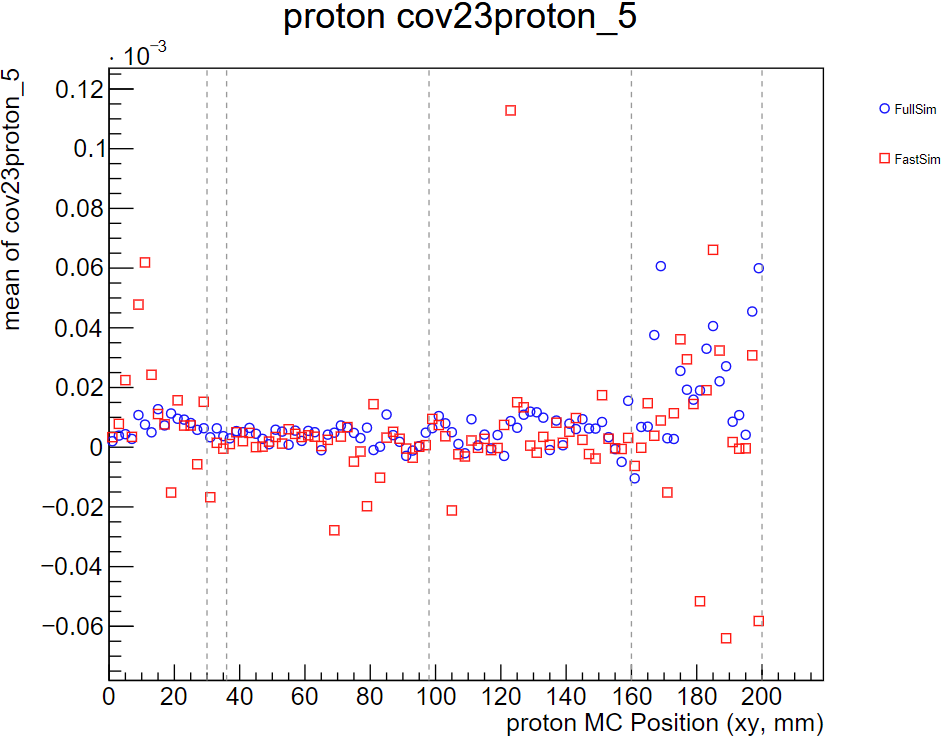 proton cov23proton_5
· 10−3
mean of cov23proton_5
0.12
0.1
0.08
0.06
0.04
0.02
0
−0.02
−0.04
−0.06
0 20 40 60 80 100 120 140 160 180 200
proton MC Position (xy, mm)
FullSim
FastSim